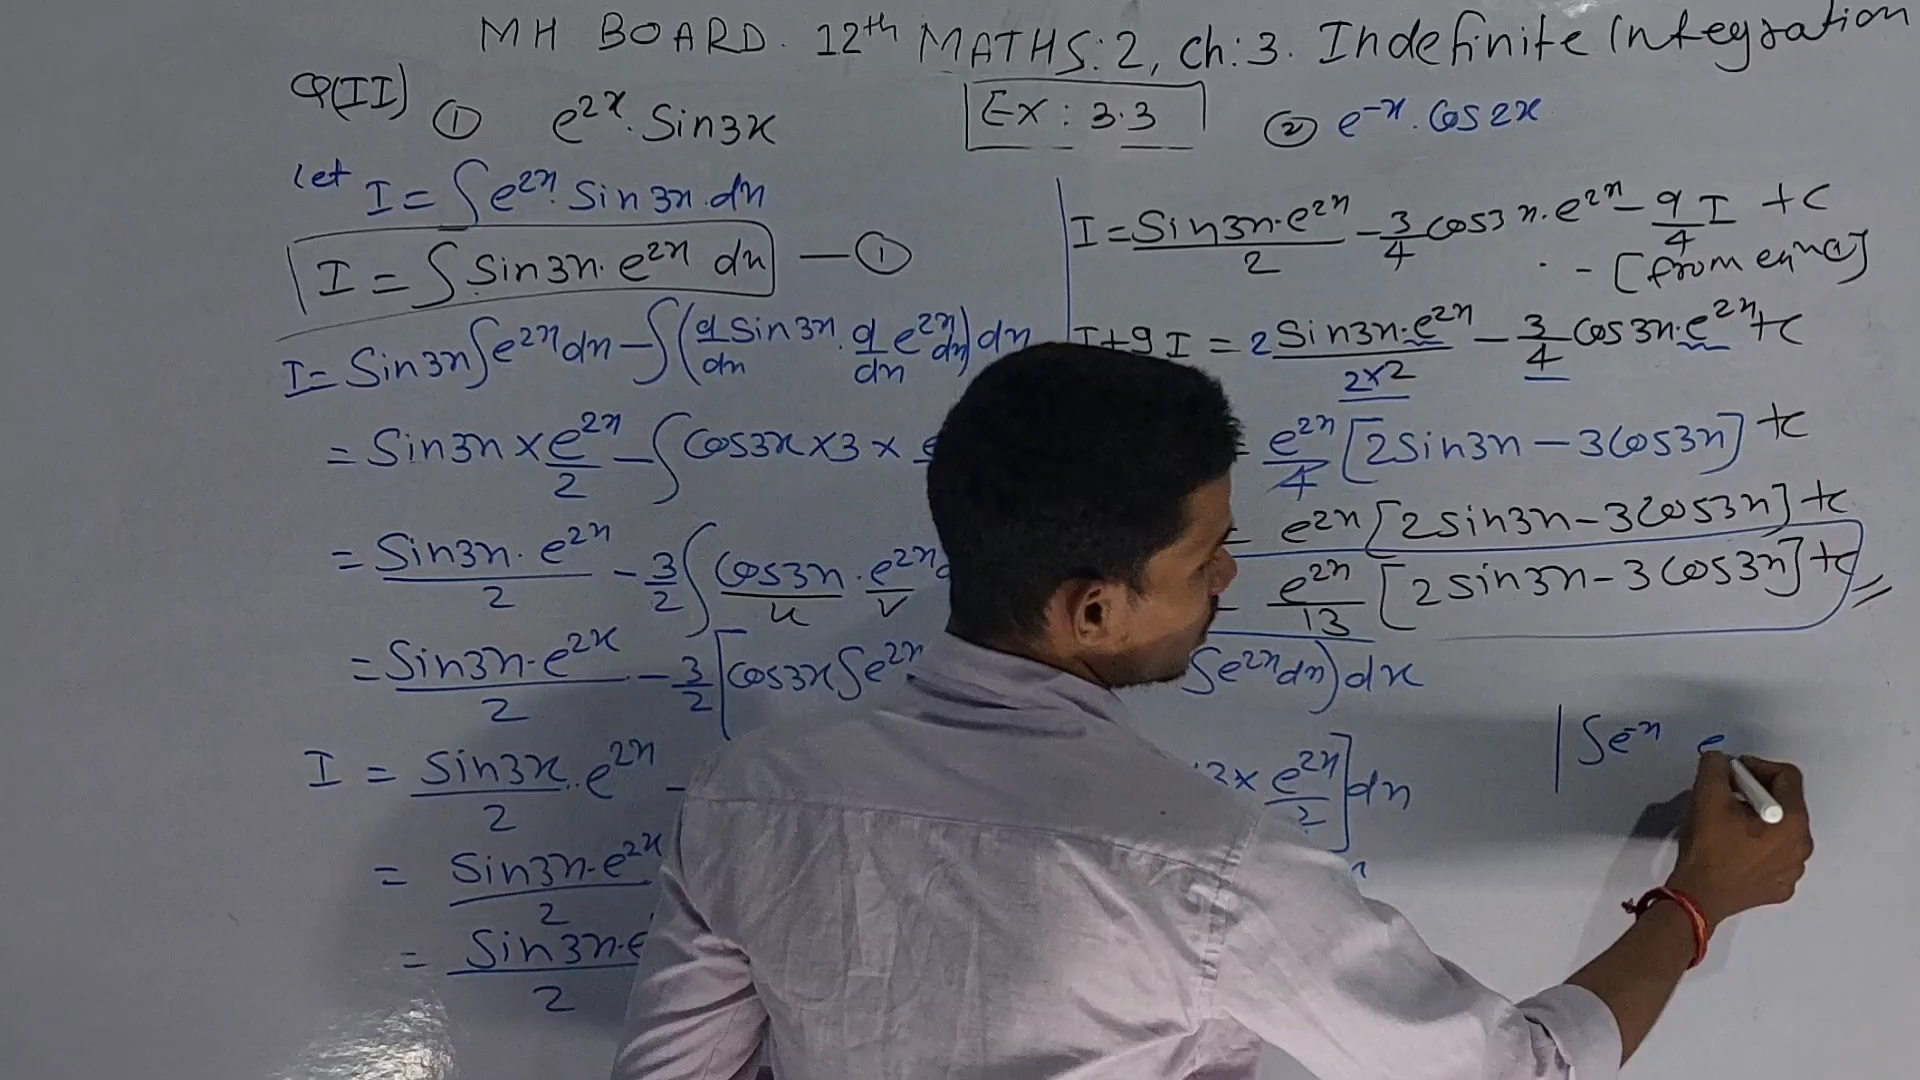 MH BOARD. 12th MATHS:2, Ch:3. Indefinite Integration
Q(II) ① e^2x. Sin3x
Ex: 3.3
② e^-x. Cos2x
let I = ∫e^2x. Sin3x.dx
I = ∫Sin3x. e^2x dx — ①
I = Sin3x∫e^2x dx - ∫(d/dx Sin3x. d/dx e^2x dx) dx
= Sin3x × e^2x/2 - ∫Cos3x × 3 ×
= Sin3x. e^2x/2 - 3/2 ∫Cos3x/u . e^2x/v
= Sin3x. e^2x/2 - 3/2 [Cos3x∫e^2x ∫e^2x dx) dx
I = Sin3x. e^2x/2 - 3 × e^2x/2] dx
= Sin3x. e^2x/2
= Sin3x.e/2
I = Sin3x.e^2x/2 - 3/4 Cos3x.e^2x - 9/4 I + c
- [from eqn ①]
I + 9 I = 2 Sin3x.e^2x/2×2 - 3/4 Cos3x.e^2x + c
= e^2x/4 [2Sin3x - 3Cos3x] + c
= e^2x [2Sin3x - 3Cos3x] + c
= e^2x/13 [2Sin3x - 3Cos3x] + c
∫e^-x e